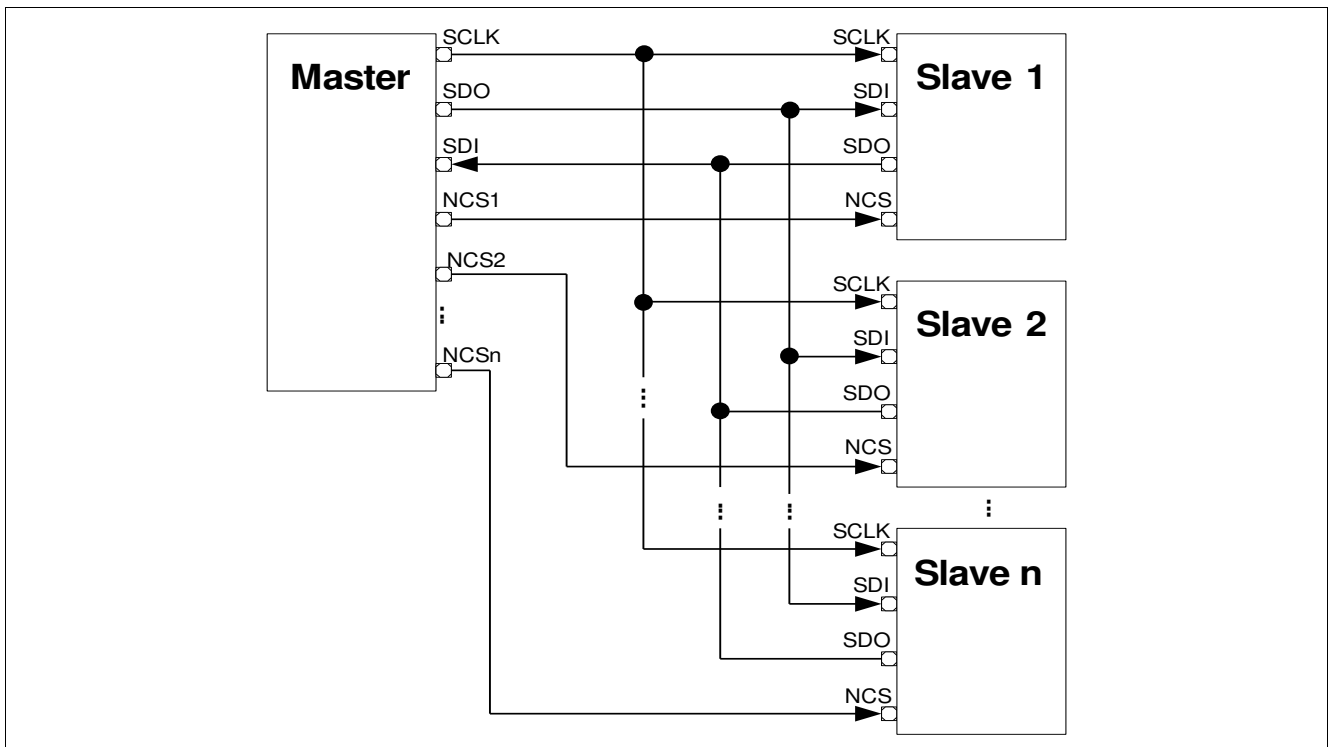 Master
SCLK
SDO
SDI
NCS1
NCS2
...
NCSn
SCLK
SDI
SDO
NCS
Slave 1
SCLK
SDI
SDO
NCS
Slave 2
...
...
...
...
SCLK
SDI
SDO
NCS
Slave n